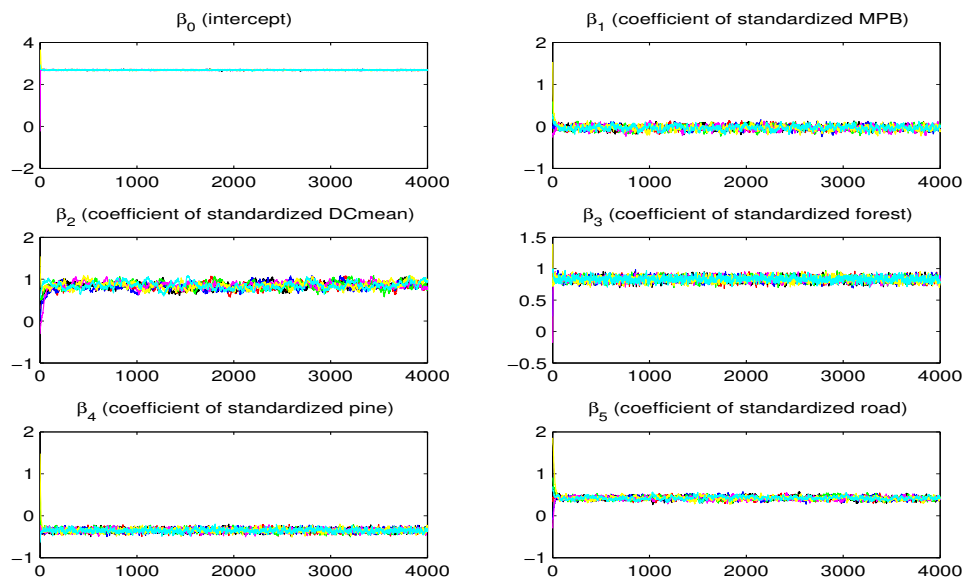 β0 (intercept)
4
2
0
−2
0 1000 2000 3000 4000
β1 (coefficient of standardized MPB)
2
1
0
−1
0 1000 2000 3000 4000
β2 (coefficient of standardized DCmean)
2
1
0
−1
0 1000 2000 3000 4000
β3 (coefficient of standardized forest)
1.5
1
0.5
0
−0.5
0 1000 2000 3000 4000
β4 (coefficient of standardized pine)
2
1
0
−1
0 1000 2000 3000 4000
β5 (coefficient of standardized road)
2
1
0
−1
0 1000 2000 3000 4000